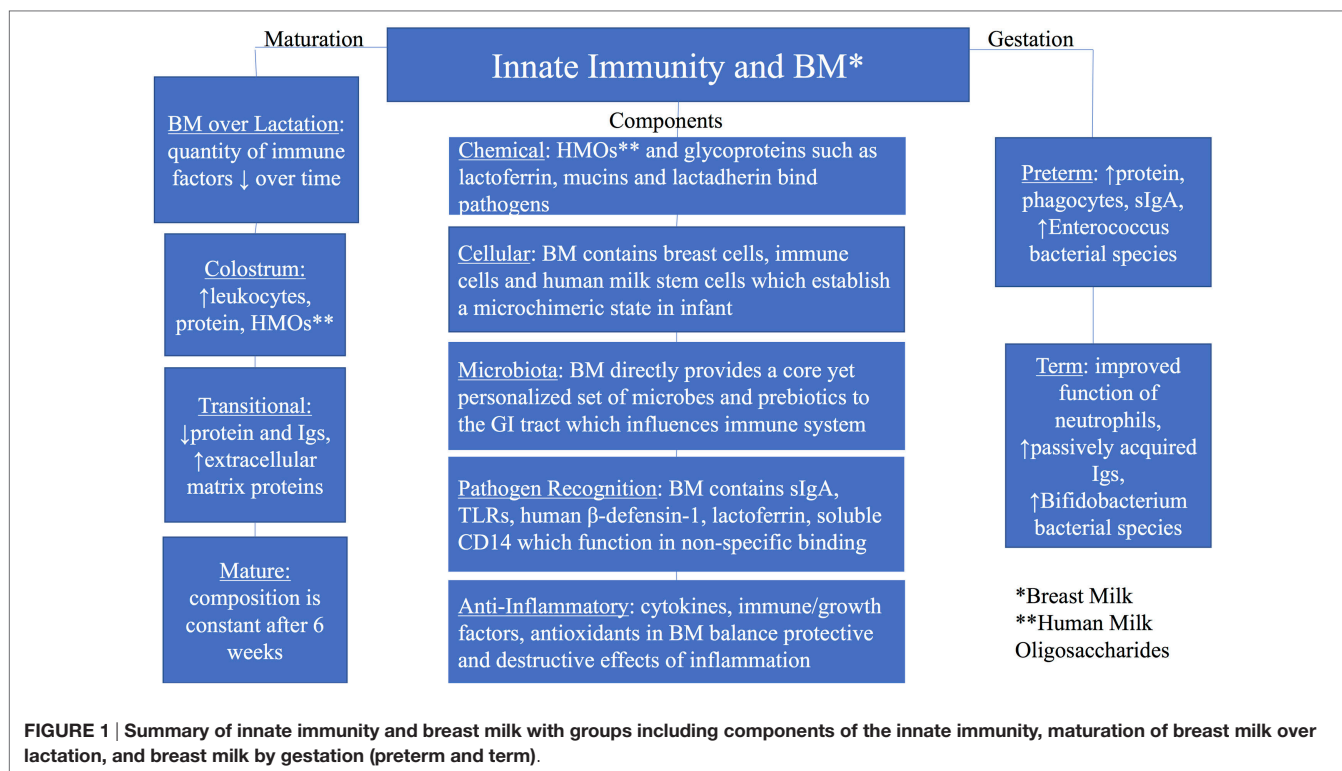 Innate Immunity and BM*
Maturation
BM over Lactation:
quantity of immune
factors ↓ over time
Colostrum:
↑leukocytes,
protein, HMOs**
Transitional:
↓protein and Igs,
↑extracellular
matrix proteins
Mature:
composition is
constant after 6
weeks
Components
Chemical: HMOs** and glycoproteins such as
lactoferrin, mucins and lactadherin bind
pathogens
Cellular: BM contains breast cells, immune
cells and human milk stem cells which establish
a microchimeric state in infant
Microbiota: BM directly provides a core yet
personalized set of microbes and prebiotics to
the GI tract which influences immune system
Pathogen Recognition: BM contains sIgA,
TLRs, human β-defensin-1, lactoferrin, soluble
CD14 which function in non-specific binding
Anti-Inflammatory: cytokines, immune/growth
factors, antioxidants in BM balance protective
and destructive effects of inflammation
Gestation
Preterm: ↑protein,
phagocytes, sIgA,
↑Enterococcus
bacterial species
Term: improved
function of
neutrophils,
↑passively acquired
Igs,
↑Bifidobacterium
bacterial species
*Breast Milk
**Human Milk
Oligosaccharides
FIGURE 1 | Summary of innate immunity and breast milk with groups including components of the innate immunity, maturation of breast milk over
lactation, and breast milk by gestation (preterm and term).